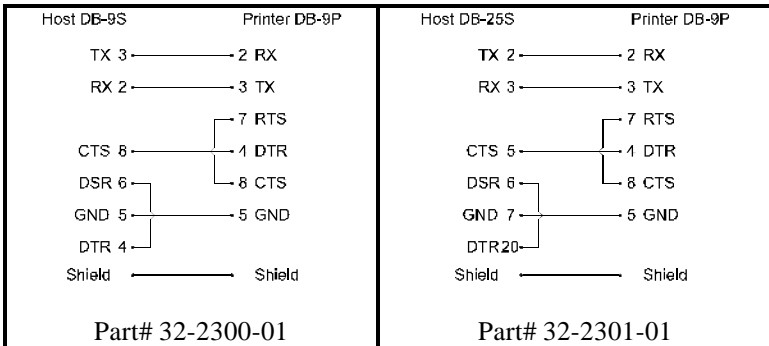 Host DB-9S Printer DB-9P
TX 3 2 RX
RX 2 3 TX
7 RTS
CTS 8 4 DTR
DSR 6 8 CTS
GND 5 5 GND
DTR 4
Shield Shield
Part# 32-2300-01
Host DB-25S Printer DB-9P
TX 2 2 RX
RX 3 3 TX
7 RTS
CTS 5 4 DTR
DSR 6 8 CTS
GND 7 5 GND
DTR20
Shield Shield
Part# 32-2301-01